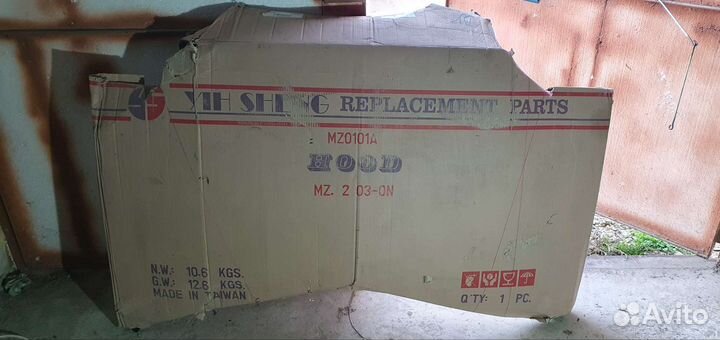 YIH SHENG REPLACEMENT PARTS
MZ0101A
HOOD
MZ. 2 03-ON
N.W.: 10.6 KGS.
G.W.: 12.6 KGS.
MADE IN TAIWAN
Q'TY: 1 PC.
Avito